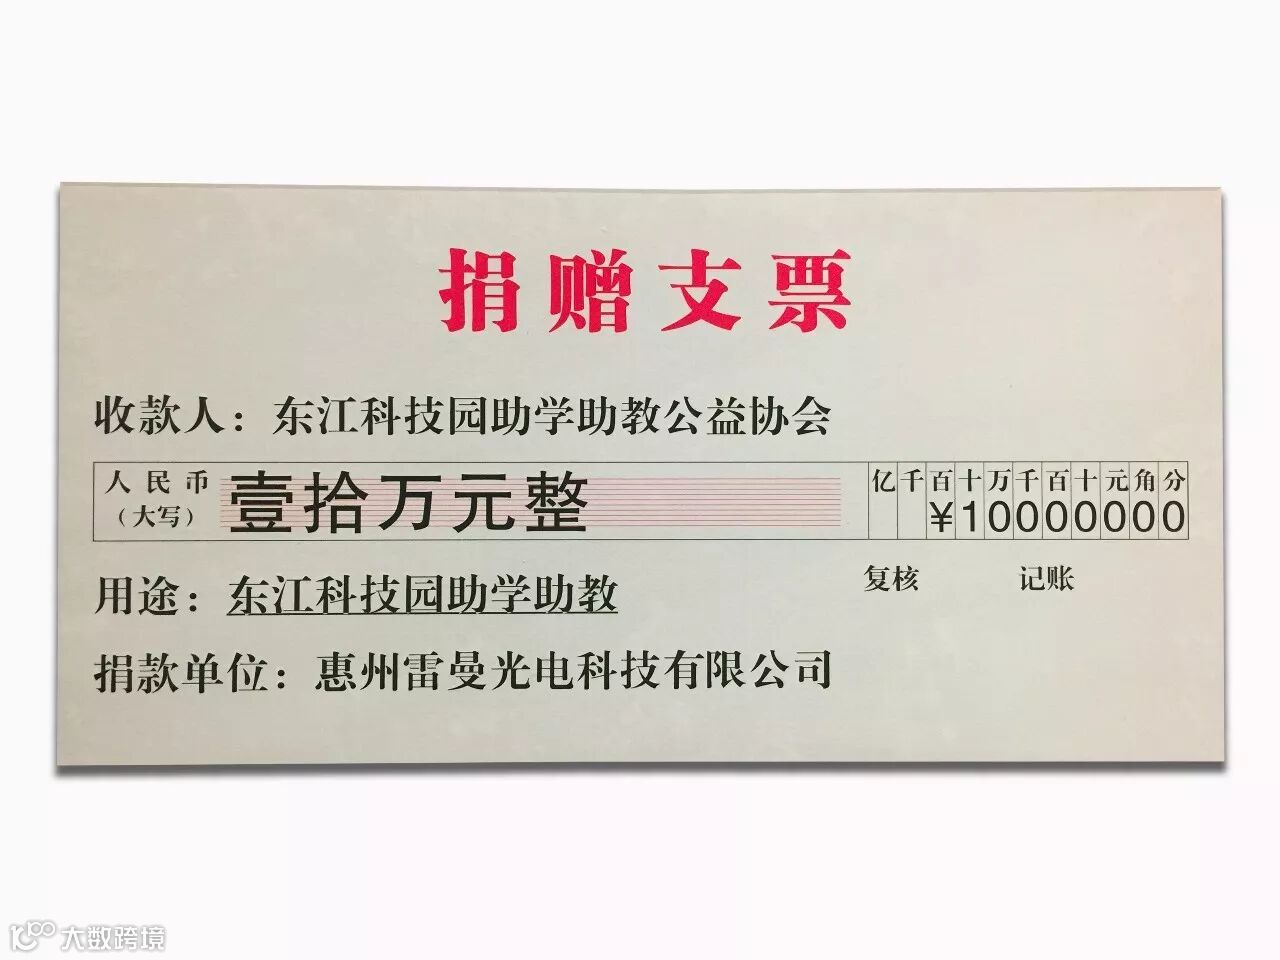 捐赠支票
收款人：东江科技园助学助教公益协会
人民币
（大写）
壹拾万元整
亿千百十万千百十元角分
¥10000000
复核 记账
用途：东江科技园助学助教
捐款单位：惠州雷曼光电科技有限公司
大数跨境